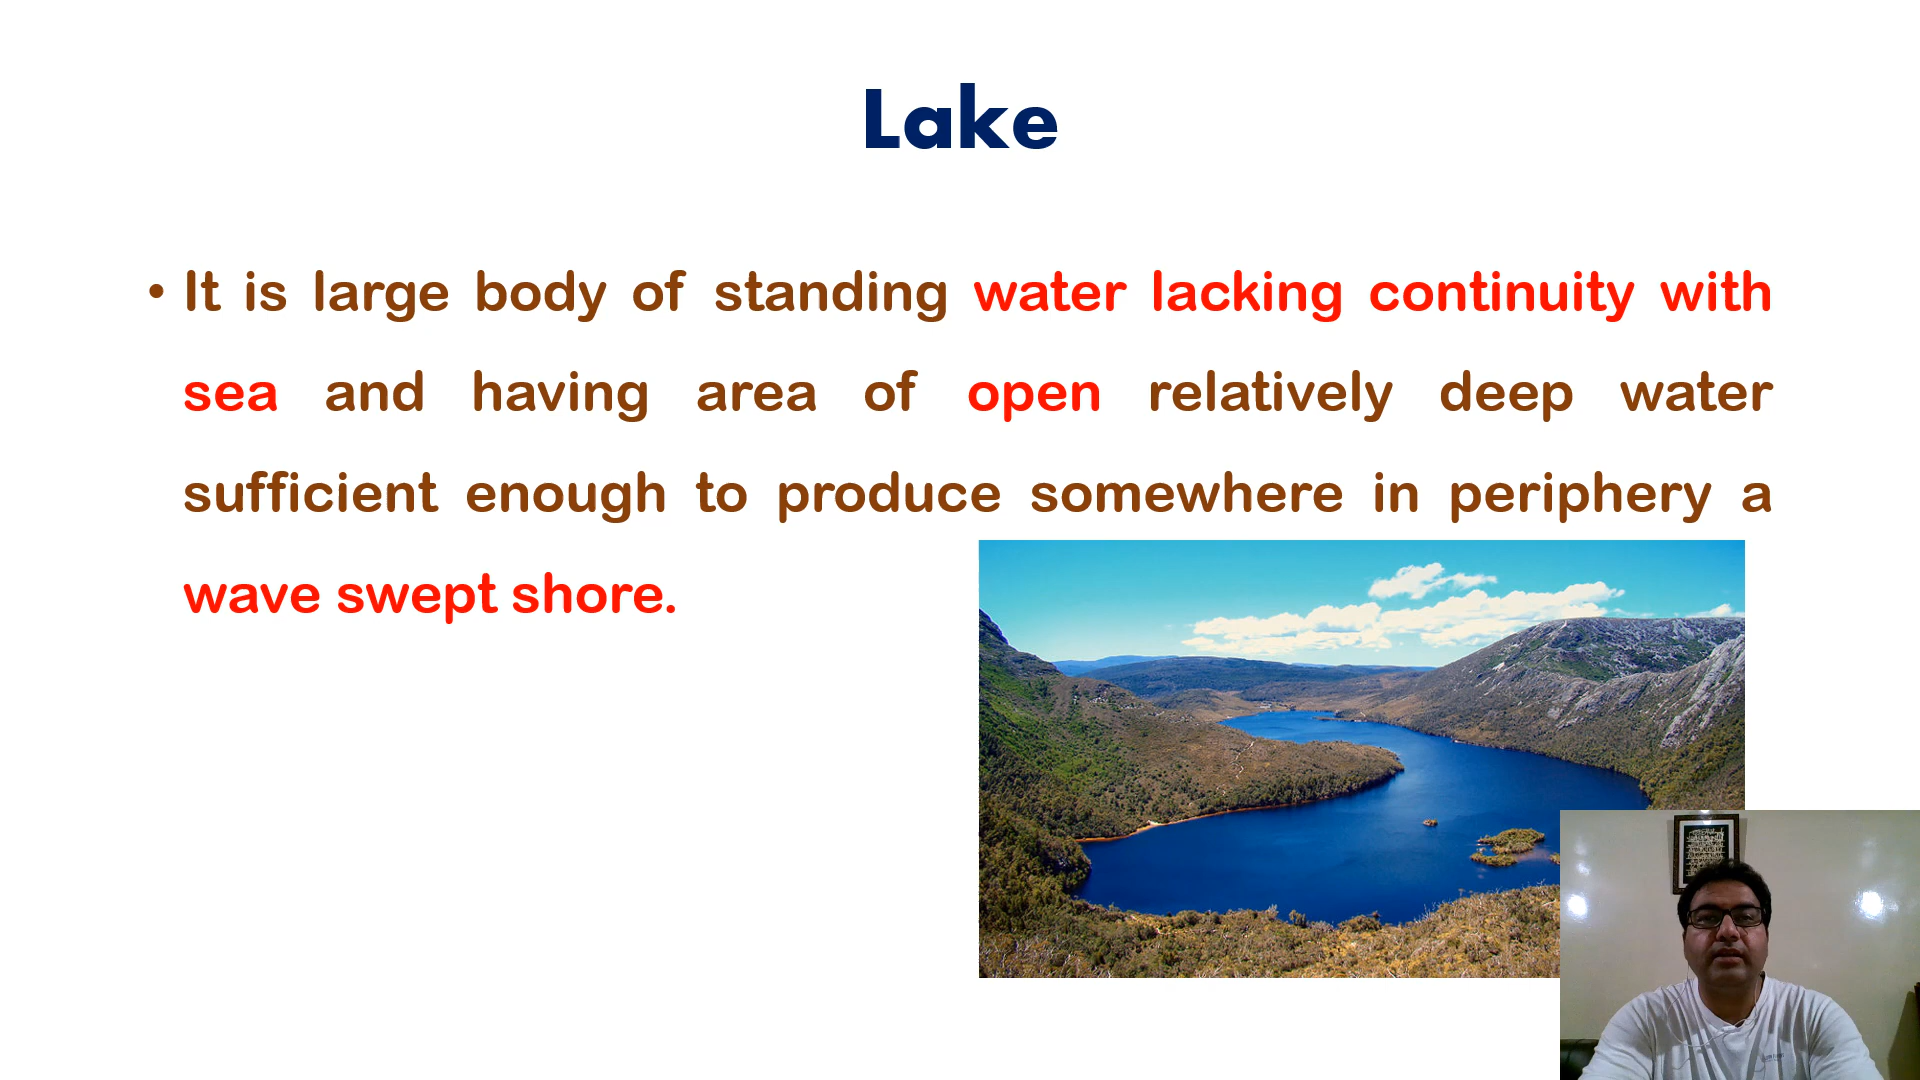 Lake
• It is large body of standing water lacking continuity with
sea and having area of open relatively deep water
sufficient enough to produce somewhere in periphery a
wave swept shore.